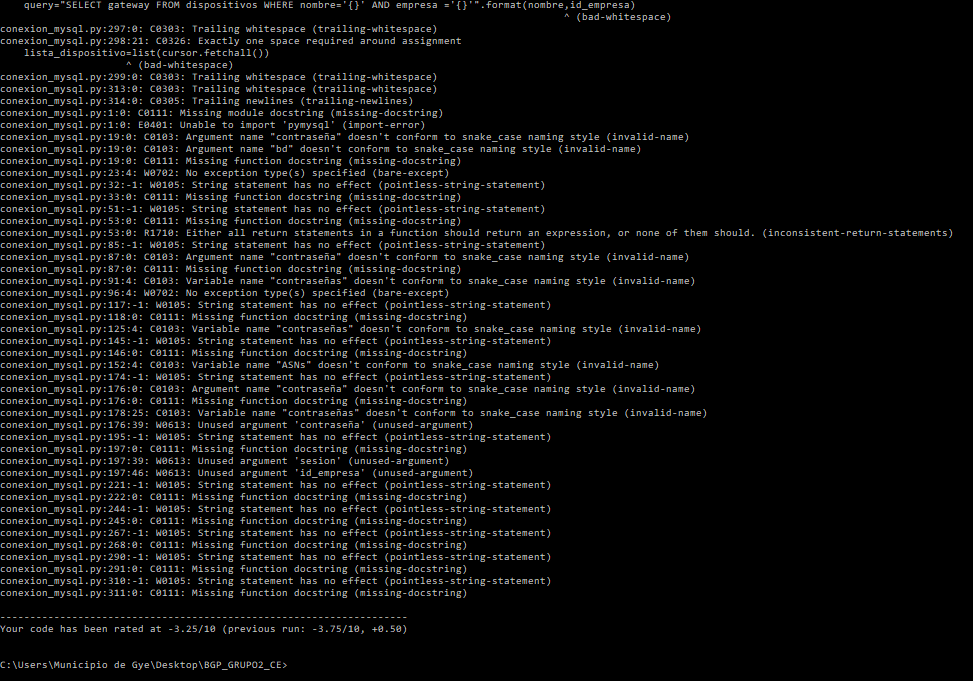 query="SELECT gateway FROM dispositivos WHERE nombre='{}' AND empresa ='{}'".format(nombre,id_empresa)
^ (bad-whitespace)
conexion_mysql.py:297:0: C0303: Trailing whitespace (trailing-whitespace)
conexion_mysql.py:298:21: C0326: Exactly one space required around assignment
lista_dispositivo=list(cursor.fetchall())
^ (bad-whitespace)
conexion_mysql.py:299:0: C0303: Trailing whitespace (trailing-whitespace)
conexion_mysql.py:313:0: C0303: Trailing whitespace (trailing-whitespace)
conexion_mysql.py:314:0: C0305: Trailing newlines (trailing-newlines)
conexion_mysql.py:1:0: C0111: Missing module docstring (missing-docstring)
conexion_mysql.py:1:0: E0401: Unable to import 'pymysql' (import-error)
conexion_mysql.py:19:0: C0103: Argument name "contraseña" doesn't conform to snake_case naming style (invalid-name)
conexion_mysql.py:19:0: C0103: Argument name "bd" doesn't conform to snake_case naming style (invalid-name)
conexion_mysql.py:19:0: C0111: Missing function docstring (missing-docstring)
conexion_mysql.py:23:4: W0702: No exception type(s) specified (bare-except)
conexion_mysql.py:32:-1: W0105: String statement has no effect (pointless-string-statement)
conexion_mysql.py:33:0: C0111: Missing function docstring (missing-docstring)
conexion_mysql.py:51:-1: W0105: String statement has no effect (pointless-string-statement)
conexion_mysql.py:53:0: C0111: Missing function docstring (missing-docstring)
conexion_mysql.py:53:0: R1710: Either all return statements in a function should return an expression, or none of them should. (inconsistent-return-statements)
conexion_mysql.py:85:-1: W0105: String statement has no effect (pointless-string-statement)
conexion_mysql.py:87:0: C0103: Argument name "contraseña" doesn't conform to snake_case naming style (invalid-name)
conexion_mysql.py:87:0: C0111: Missing function docstring (missing-docstring)
conexion_mysql.py:91:4: C0103: Variable name "contraseñas" doesn't conform to snake_case naming style (invalid-name)
conexion_mysql.py:96:4: W0702: No exception type(s) specified (bare-except)
conexion_mysql.py:117:-1: W0105: String statement has no effect (pointless-string-statement)
conexion_mysql.py:118:0: C0111: Missing function docstring (missing-docstring)
conexion_mysql.py:125:4: C0103: Variable name "contraseñas" doesn't conform to snake_case naming style (invalid-name)
conexion_mysql.py:145:-1: W0105: String statement has no effect (pointless-string-statement)
conexion_mysql.py:146:0: C0111: Missing function docstring (missing-docstring)
conexion_mysql.py:152:4: C0103: Variable name "ASNs" doesn't conform to snake_case naming style (invalid-name)
conexion_mysql.py:174:-1: W0105: String statement has no effect (pointless-string-statement)
conexion_mysql.py:176:0: C0103: Argument name "contraseña" doesn't conform to snake_case naming style (invalid-name)
conexion_mysql.py:176:0: C0111: Missing function docstring (missing-docstring)
conexion_mysql.py:178:25: C0103: Variable name "contraseñas" doesn't conform to snake_case naming style (invalid-name)
conexion_mysql.py:176:39: W0613: Unused argument 'contraseña' (unused-argument)
conexion_mysql.py:195:-1: W0105: String statement has no effect (pointless-string-statement)
conexion_mysql.py:197:0: C0111: Missing function docstring (missing-docstring)
conexion_mysql.py:197:39: W0613: Unused argument 'sesion' (unused-argument)
conexion_mysql.py:197:46: W0613: Unused argument 'id_empresa' (unused-argument)
conexion_mysql.py:221:-1: W0105: String statement has no effect (pointless-string-statement)
conexion_mysql.py:222:0: C0111: Missing function docstring (missing-docstring)
conexion_mysql.py:244:-1: W0105: String statement has no effect (pointless-string-statement)
conexion_mysql.py:245:0: C0111: Missing function docstring (missing-docstring)
conexion_mysql.py:267:-1: W0105: String statement has no effect (pointless-string-statement)
conexion_mysql.py:268:0: C0111: Missing function docstring (missing-docstring)
conexion_mysql.py:290:-1: W0105: String statement has no effect (pointless-string-statement)
conexion_mysql.py:291:0: C0111: Missing function docstring (missing-docstring)
conexion_mysql.py:310:-1: W0105: String statement has no effect (pointless-string-statement)
conexion_mysql.py:311:0: C0111: Missing function docstring (missing-docstring)
--------------------------------------------------------------------
Your code has been rated at -3.25/10 (previous run: -3.75/10, +0.50)
C:\Users\Municipio de Gye\Desktop\BGP_GRUPO2_CE>